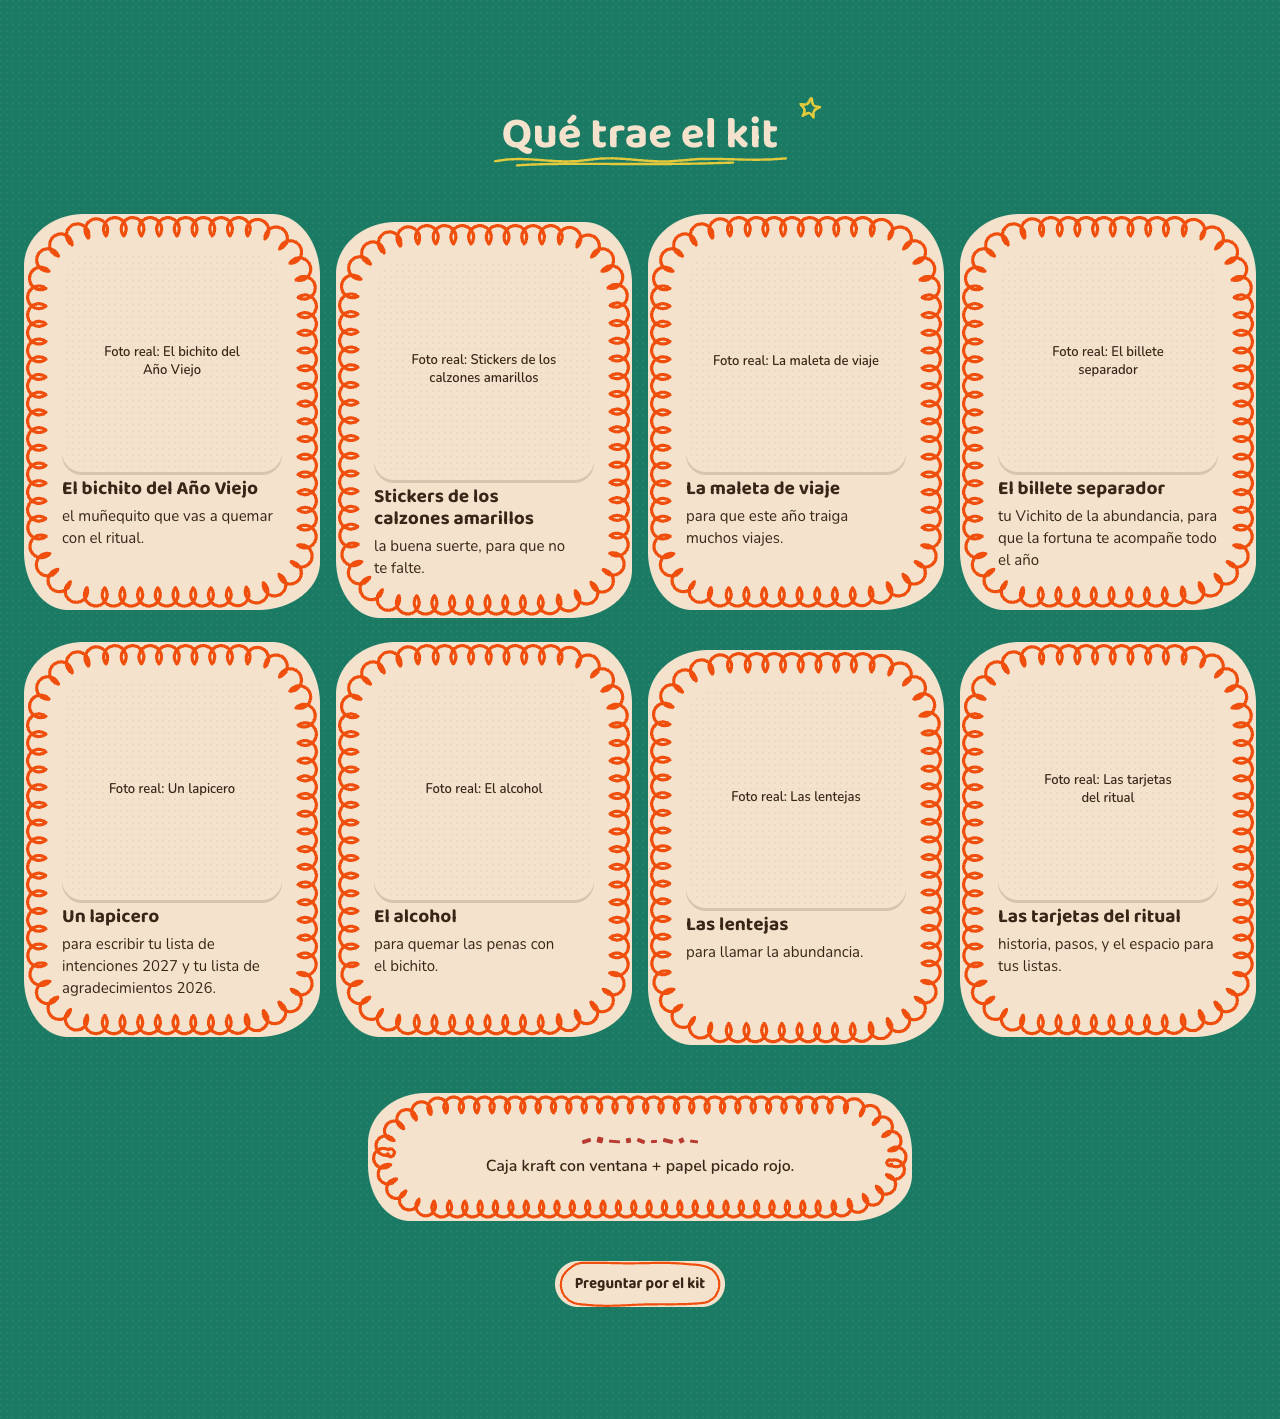 Qué trae el kit
Foto real: El bichito del
Año Viejo
El bichito del Año Viejo
el muñequito que vas a quemar
con el ritual.
Foto real: Stickers de los
calzones amarillos
Stickers de los
calzones amarillos
la buena suerte, para que no
te falte.
Foto real: La maleta de viaje
La maleta de viaje
para que este año traiga
muchos viajes.
Foto real: El billete
separador
El billete separador
tu Vichito de la abundancia, para
que la fortuna te acompañe todo
el año
Foto real: Un lapicero
Un lapicero
para escribir tu lista de
intenciones 2027 y tu lista de
agradecimientos 2026.
Foto real: El alcohol
El alcohol
para quemar las penas con
el bichito.
Foto real: Las lentejas
Las lentejas
para llamar la abundancia.
Foto real: Las tarjetas
del ritual
Las tarjetas del ritual
historia, pasos, y el espacio para
tus listas.
Caja kraft con ventana + papel picado rojo.
Preguntar por el kit